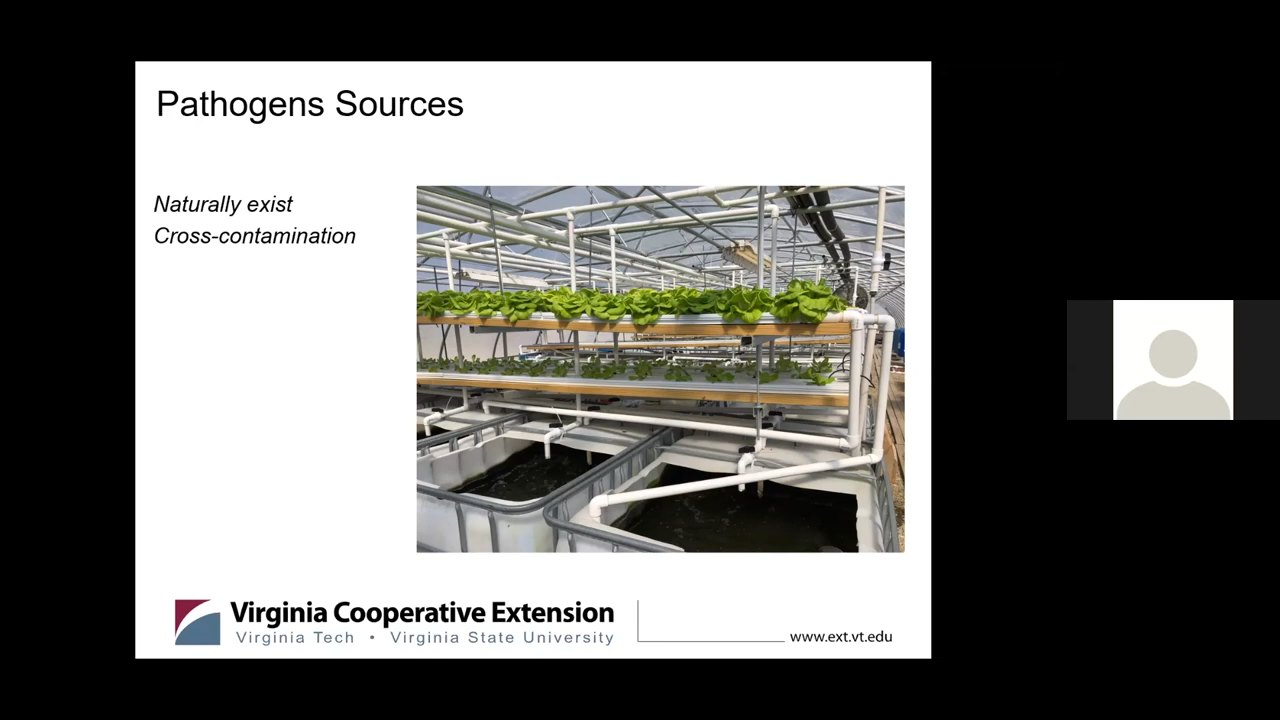 Pathogens Sources
Naturally exist
Cross-contamination
Virginia Cooperative Extension
Virginia Tech • Virginia State University
www.ext.vt.edu